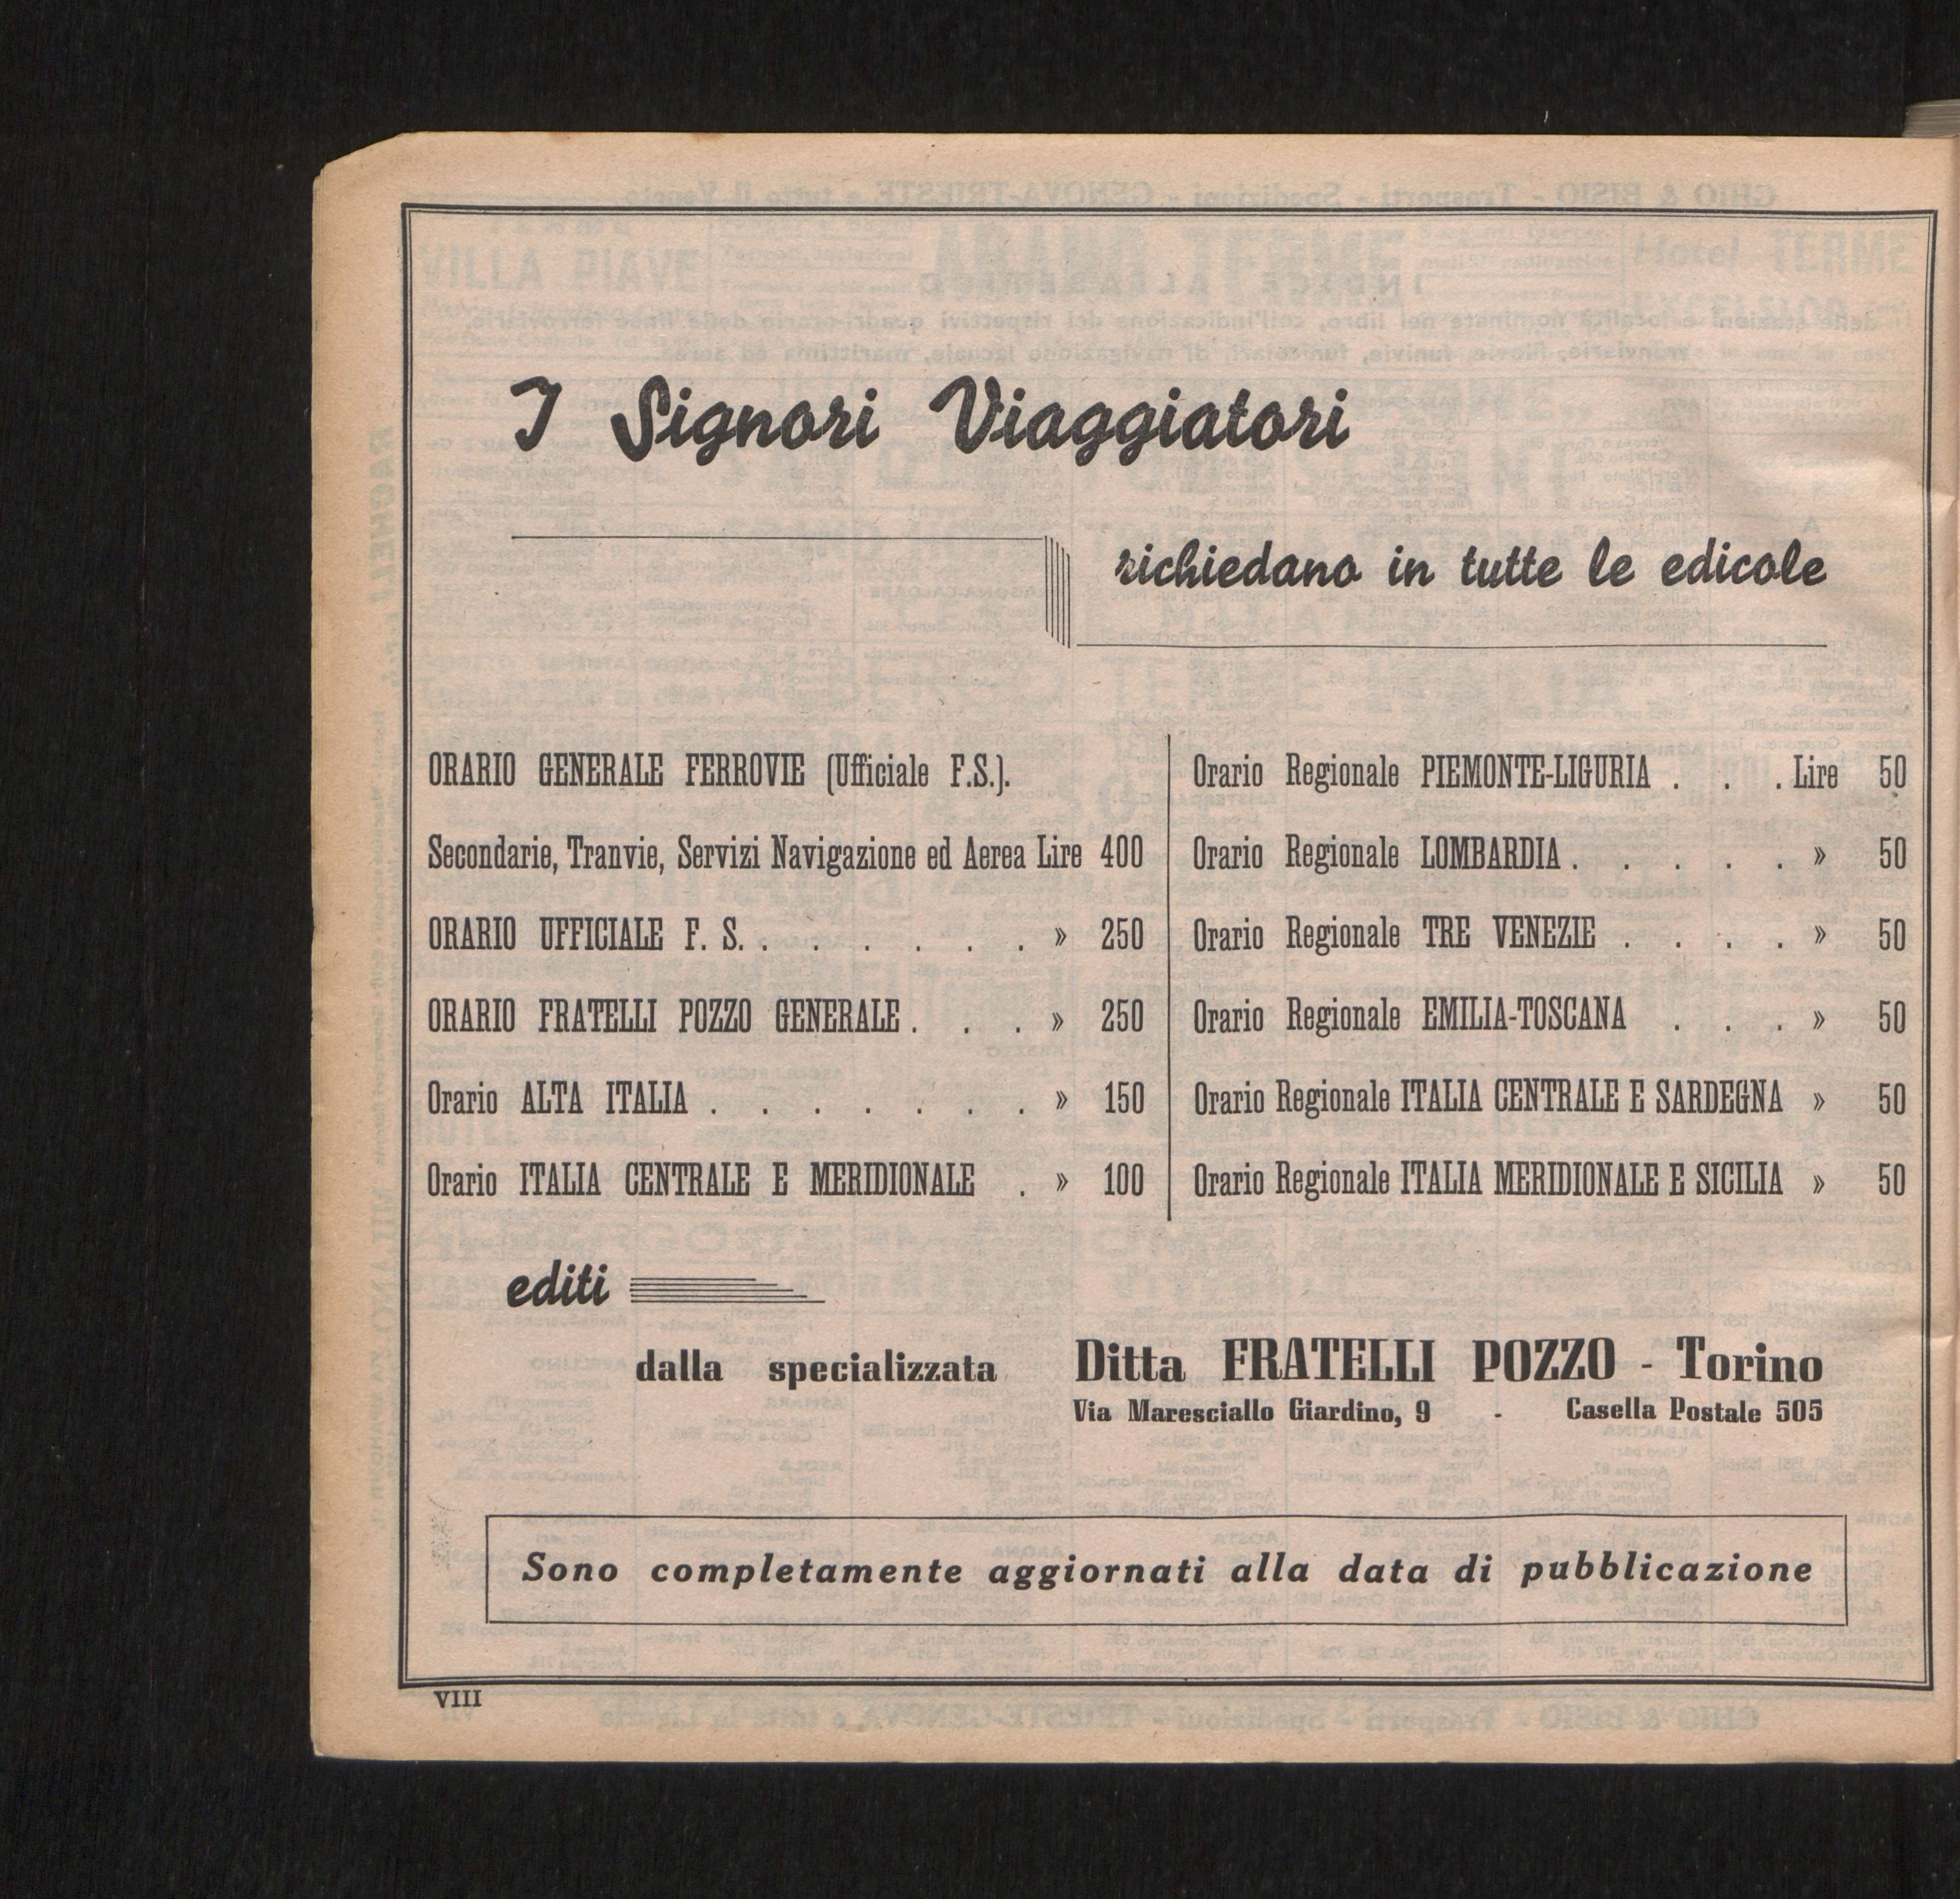 I Signori Viaggiatori
richiedano in tutte le edicole
ORARIO GENERALE FERROVIE (Ufficiale F.S.).
Secondarie, Tranvie, Servizi Navigazione ed Aerea Lire 400
ORARIO UFFICIALE F. S. . . . . . . . » 250
ORARIO FRATELLI POZZO GENERALE . . . » 250
Orario ALTA ITALIA . . . . . . . . » 150
Orario ITALIA CENTRALE E MERIDIONALE . » 100
Orario Regionale PIEMONTE-LIGURIA . . . Lire 50
Orario Regionale LOMBARDIA . . . . . » 50
Orario Regionale TRE VENEZIE . . . . » 50
Orario Regionale EMILIA-TOSCANA . . . » 50
Orario Regionale ITALIA CENTRALE E SARDEGNA » 50
Orario Regionale ITALIA MERIDIONALE E SICILIA » 50
editi
dalla specializzata Ditta FRATELLI POZZO - Torino
Via Maresciallo Giardino, 9 - Casella Postale 505
Sono completamente aggiornati alla data di pubblicazione
VIII